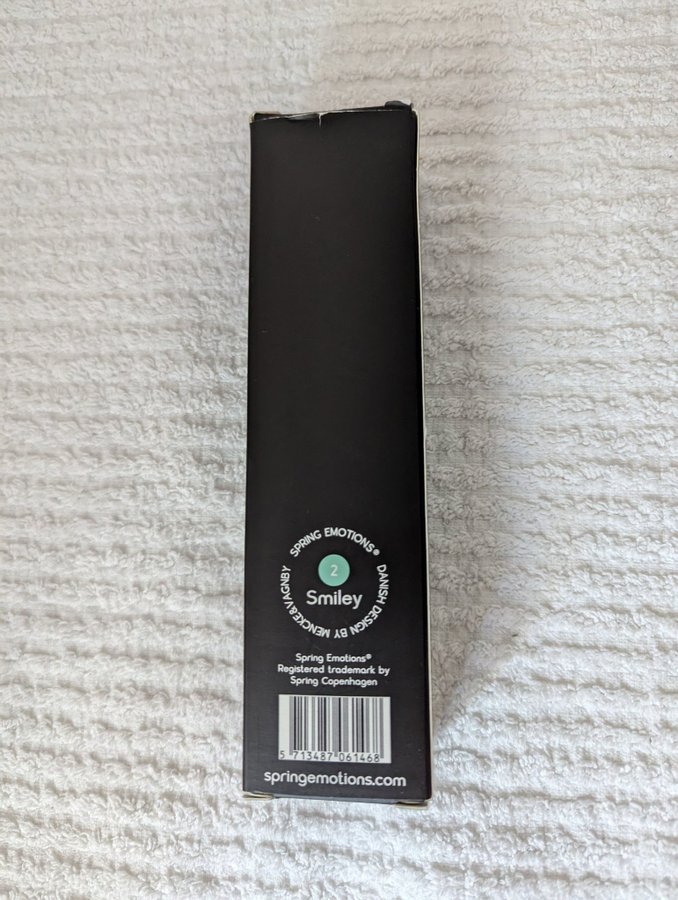 SPRING EMOTIONS®
DANISH DESIGN BY MENCKE&VAGNBY
2
Smiley
Spring Emotions®
Registered trademark by
Spring Copenhagen
5 713487 061468
springemotions.com